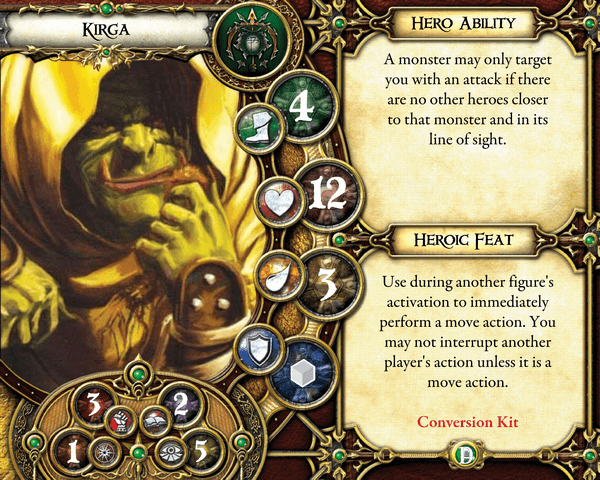 Kirga
4
12
3
3
2
1
5
Hero Ability
A monster may only target
you with an attack if there
are no other heroes closer
to that monster and in its
line of sight.
Heroic Feat
Use during another figure's
activation to immediately
perform a move action. You
may not interrupt another
player's action unless it is a
move action.
Conversion Kit
D